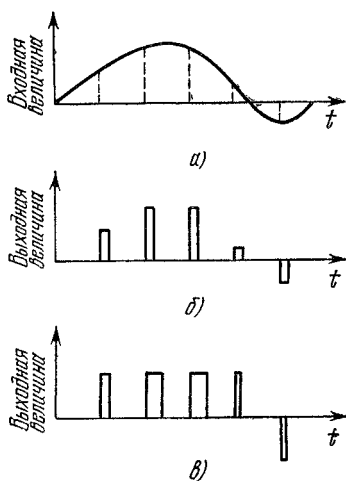 Входная
величина
t
а)
Выходная
величина
t
б)
Выходная
величина
t
в)